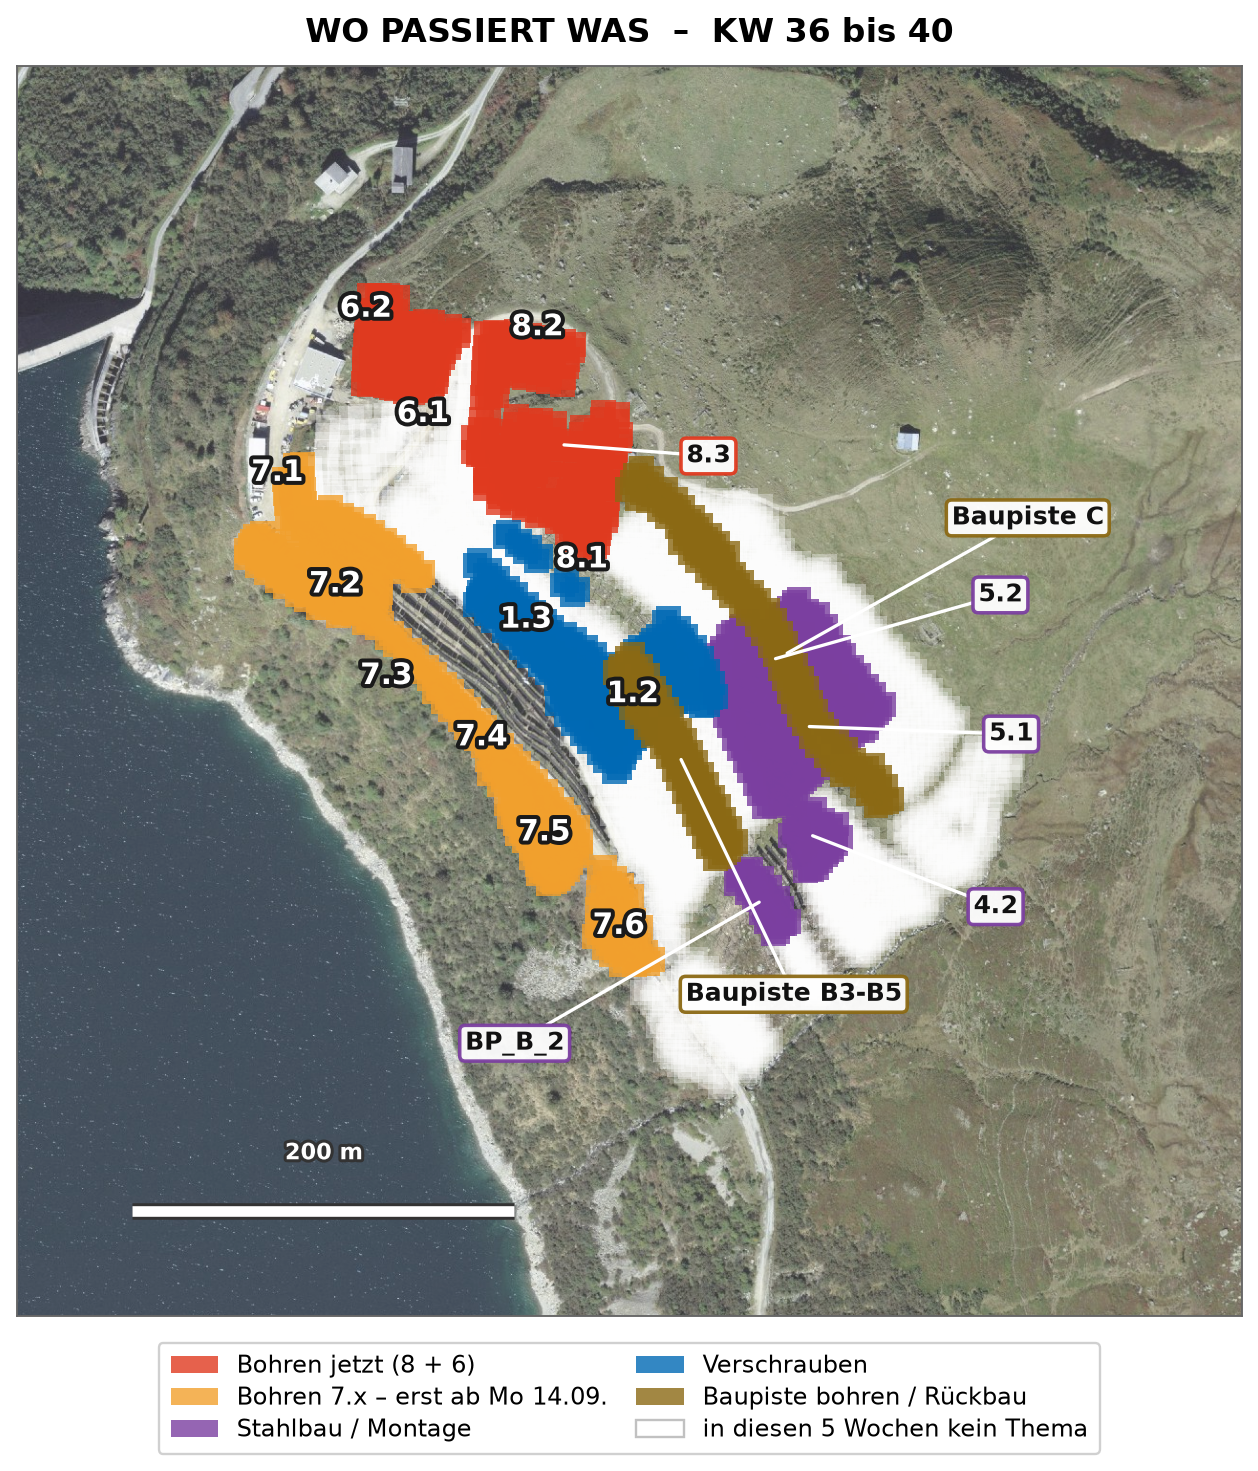 WO PASSIERT WAS – KW 36 bis 40
6.2
8.2
6.1
8.3
7.1
Baupiste C
8.1
7.2
5.2
1.3
7.3
1.2
7.4
5.1
7.5
4.2
7.6
Baupiste B3-B5
BP_B_2
200 m
Bohren jetzt (8 + 6)
Bohren 7.x – erst ab Mo 14.09.
Stahlbau / Montage
Verschrauben
Baupiste bohren / Rückbau
in diesen 5 Wochen kein Thema